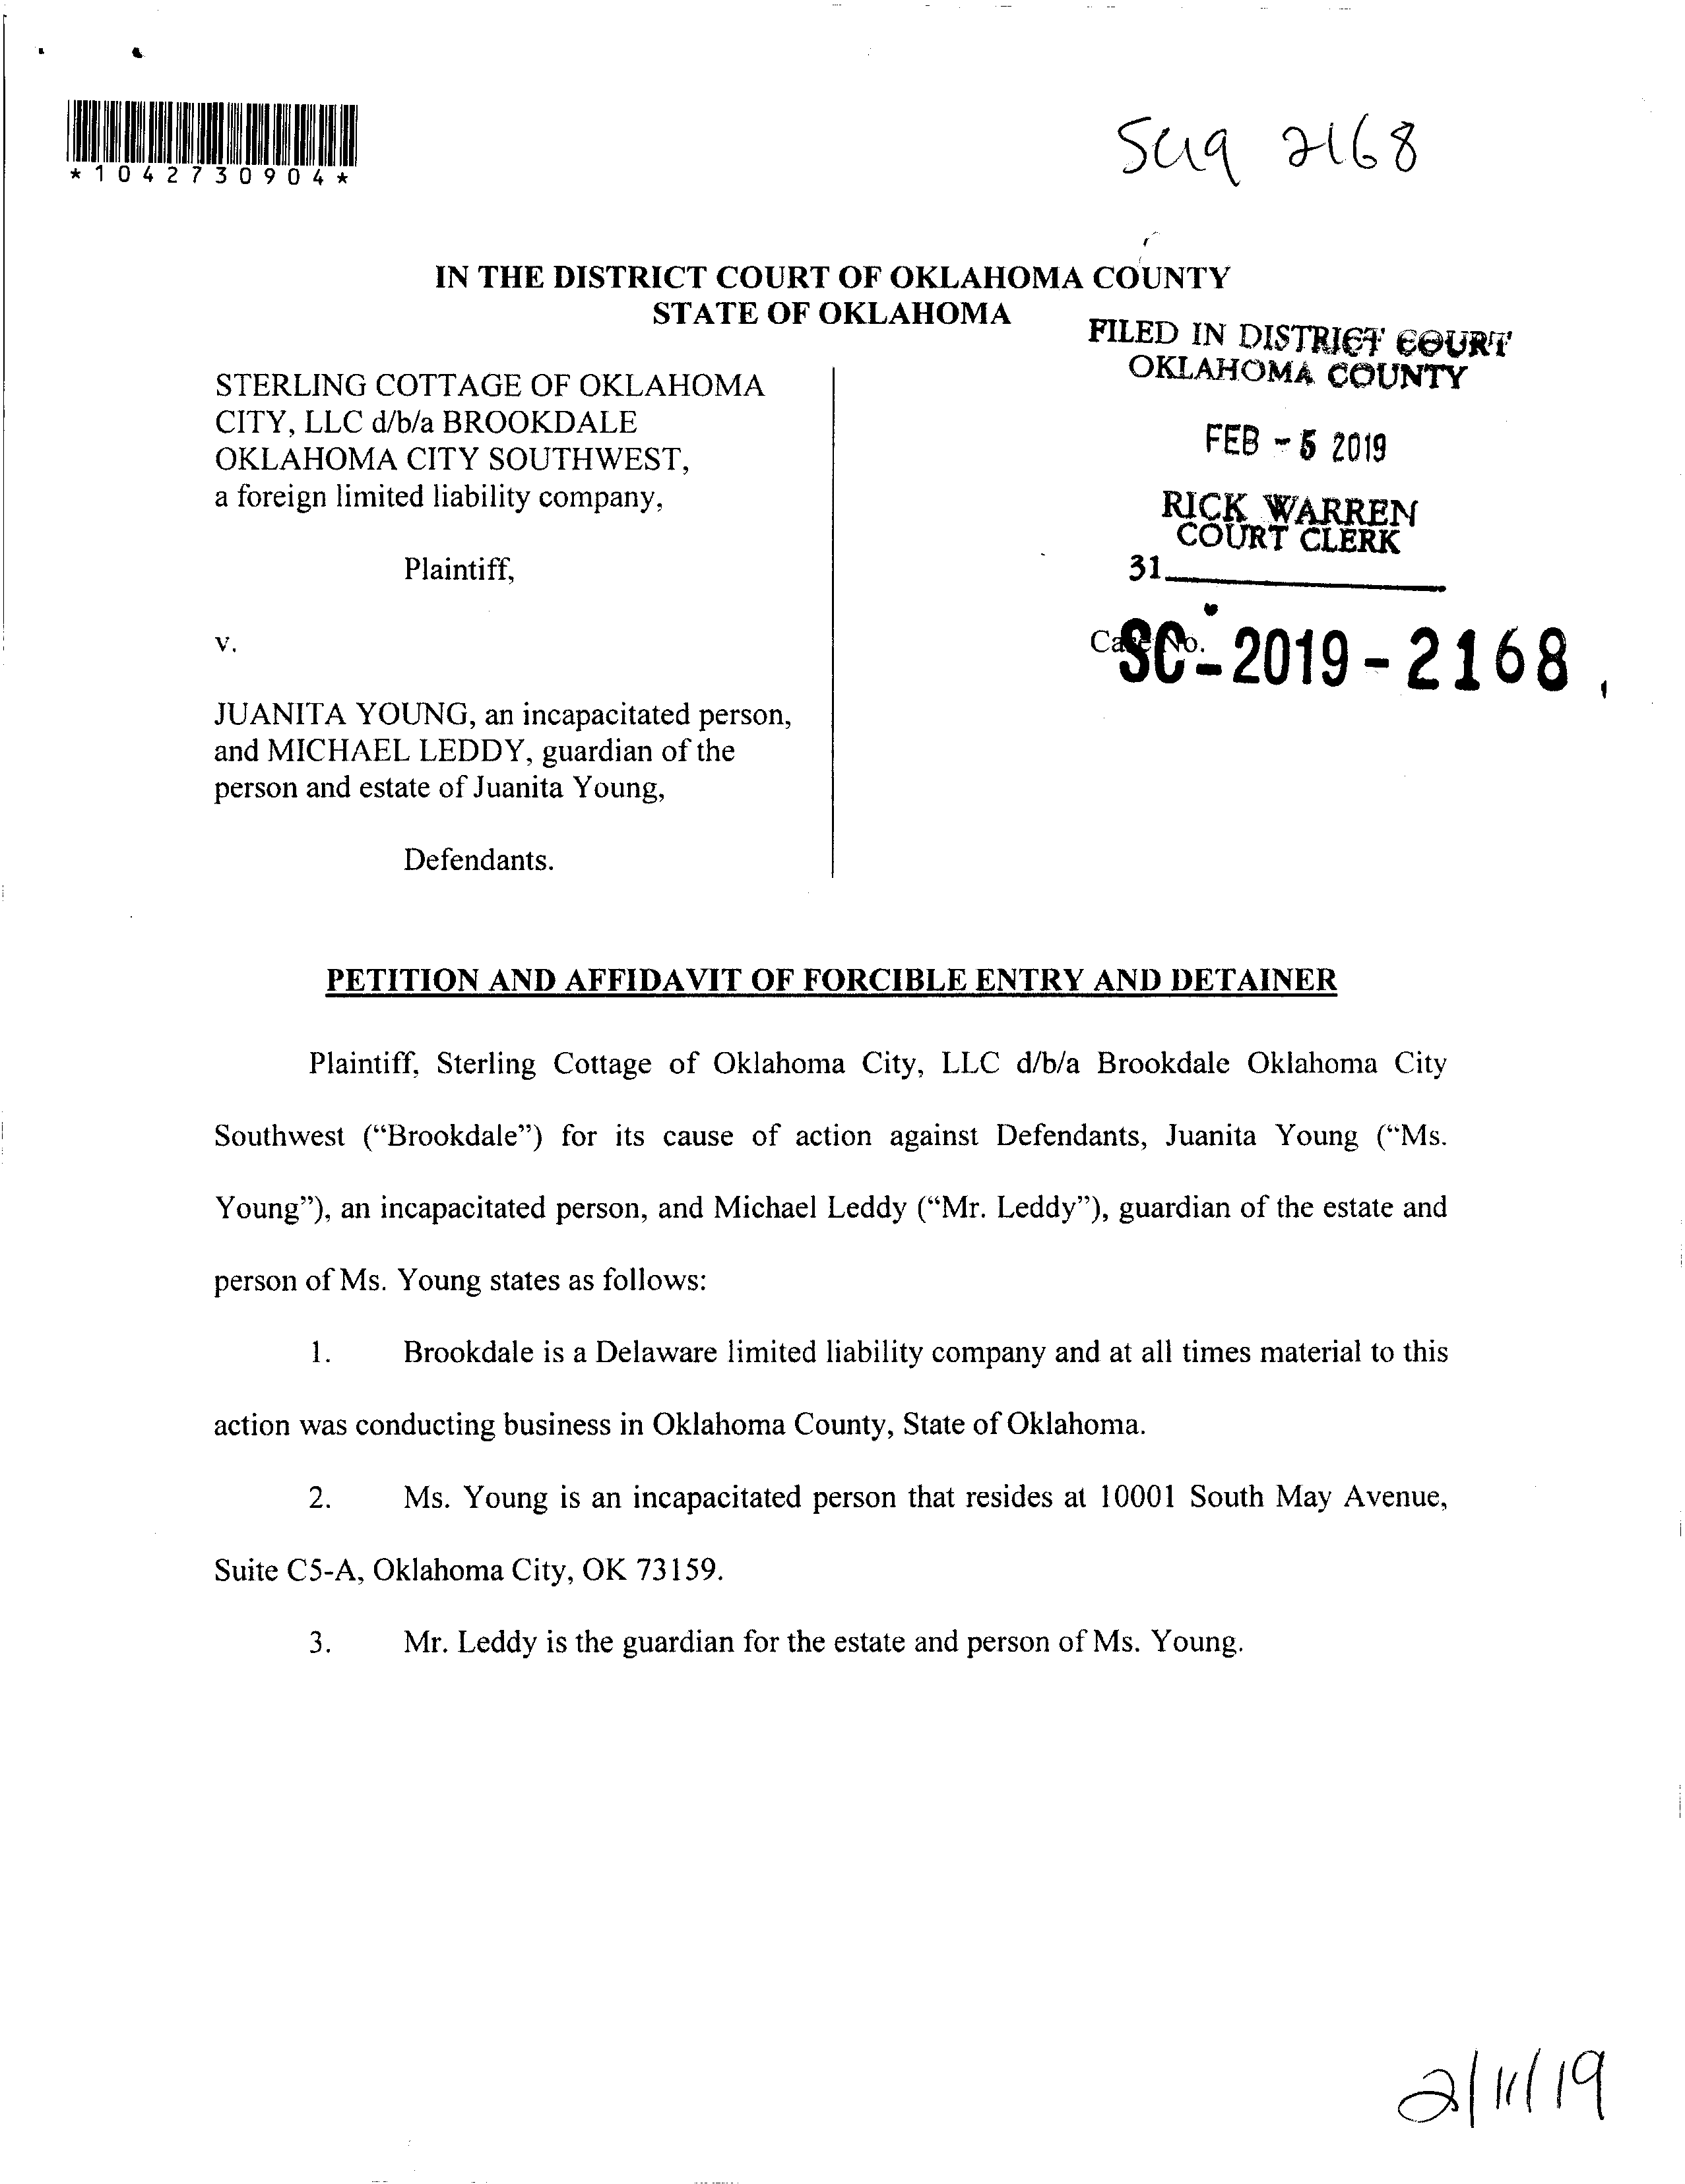 *1042730904*
SC19 2168
IN THE DISTRICT COURT OF OKLAHOMA COUNTY
STATE OF OKLAHOMA
FILED IN DISTRICT COURT
OKLAHOMA COUNTY
FEB - 5 2019
RICK WARREN
COURT CLERK
31
STERLING COTTAGE OF OKLAHOMA
CITY, LLC d/b/a BROOKDALE
OKLAHOMA CITY SOUTHWEST,
a foreign limited liability company,
Plaintiff,
v.
Case No.
SC-2019-2168
JUANITA YOUNG, an incapacitated person,
and MICHAEL LEDDY, guardian of the
person and estate of Juanita Young,
Defendants.
PETITION AND AFFIDAVIT OF FORCIBLE ENTRY AND DETAINER
Plaintiff, Sterling Cottage of Oklahoma City, LLC d/b/a Brookdale Oklahoma City
Southwest (“Brookdale”) for its cause of action against Defendants, Juanita Young (“Ms.
Young”), an incapacitated person, and Michael Leddy (“Mr. Leddy”), guardian of the estate and
person of Ms. Young states as follows:
1. Brookdale is a Delaware limited liability company and at all times material to this
action was conducting business in Oklahoma County, State of Oklahoma.
2. Ms. Young is an incapacitated person that resides at 10001 South May Avenue,
Suite C5-A, Oklahoma City, OK 73159.
3. Mr. Leddy is the guardian for the estate and person of Ms. Young.
2/11/19